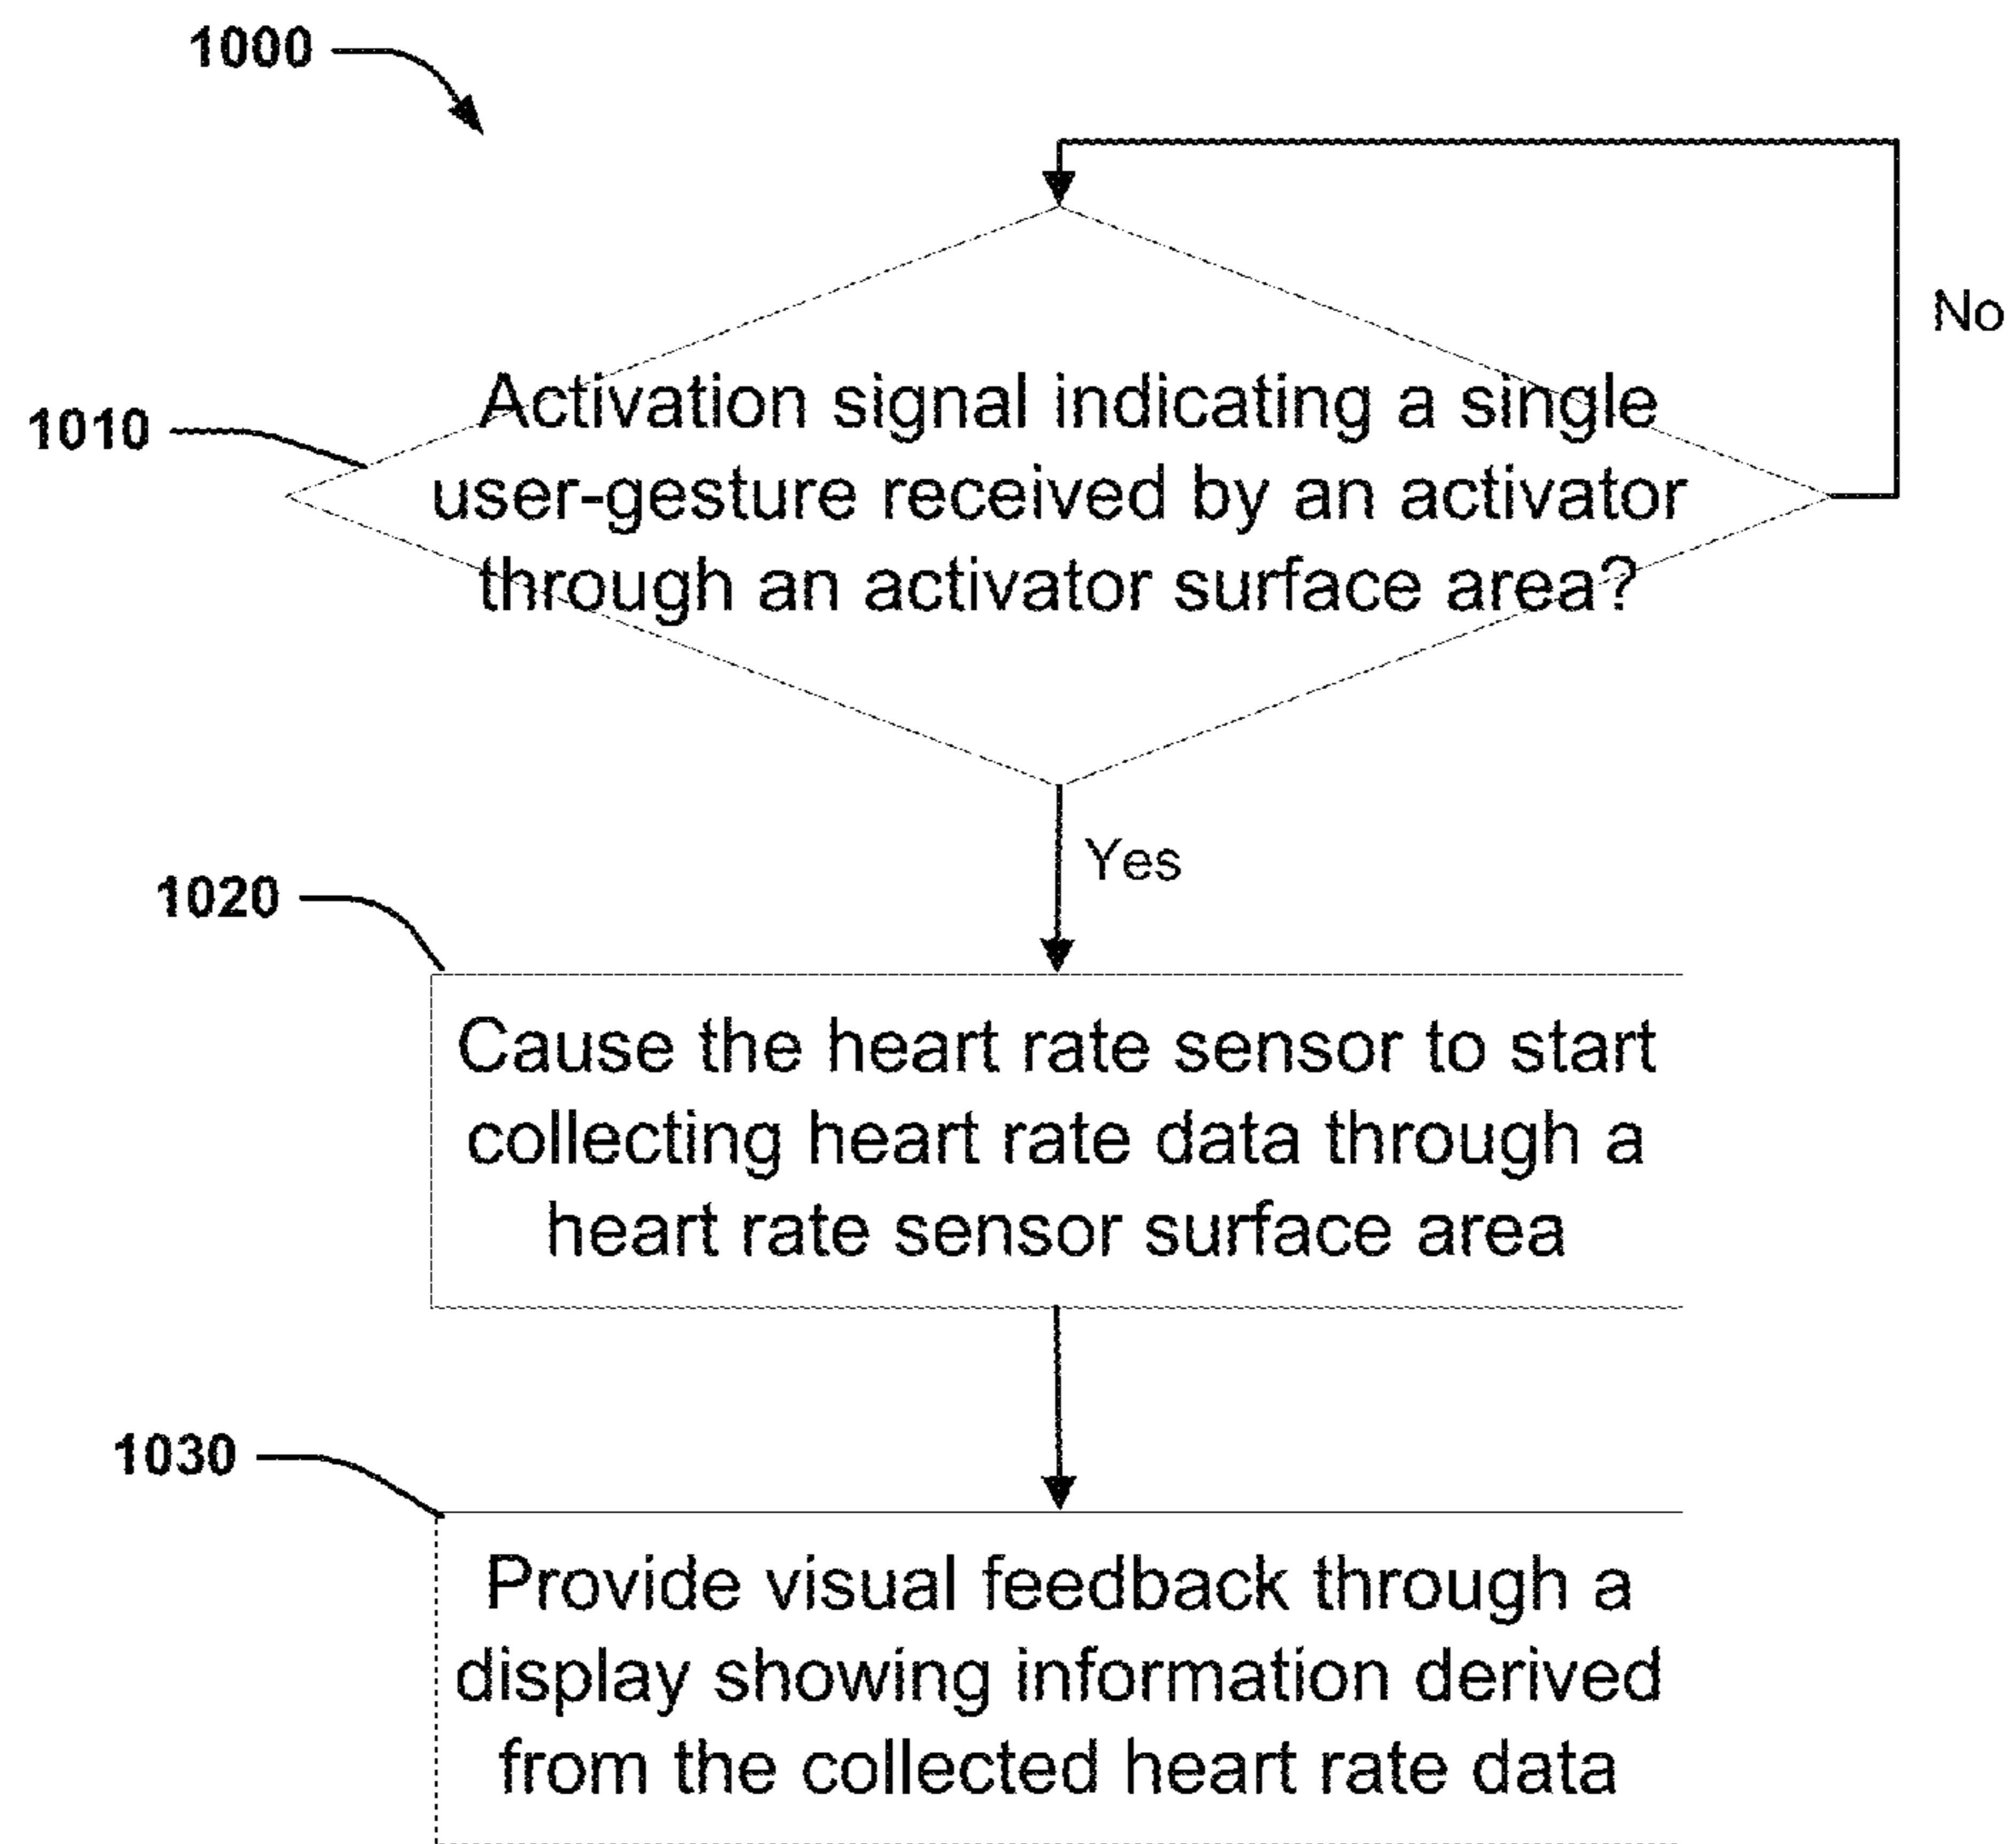 1000
No
1010
Activation signal indicating a single
user-gesture received by an activator
through an activator surface area?
Yes
1020
Cause the heart rate sensor to start
collecting heart rate data through a
heart rate sensor surface area
1030
Provide visual feedback through a
display showing information derived
from the collected heart rate data